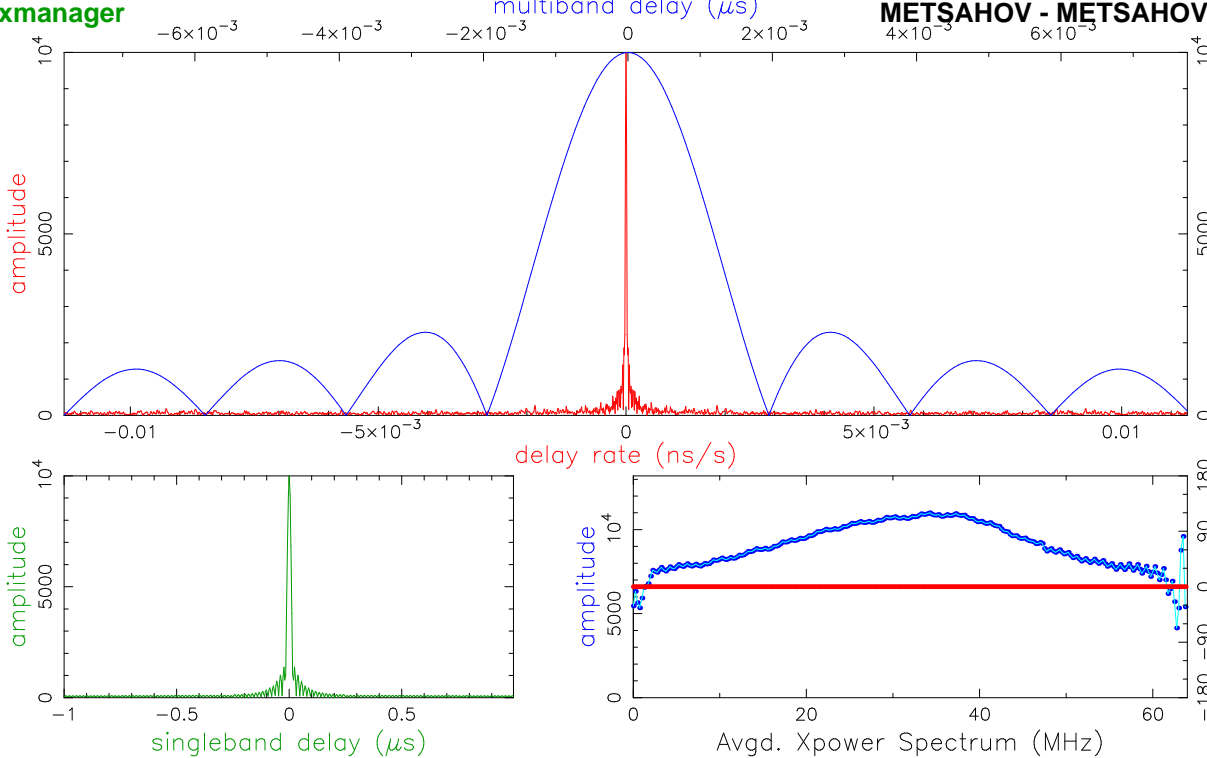 xmanager
multiband delay (μs)
METSAHOV - METSAHOV
−6×10⁻³ −4×10⁻³ −2×10⁻³ 0 2×10⁻³ 4×10⁻³ 6×10⁻³
amplitude
0 5000 10⁴
0 5000 10⁴
−0.01 −5×10⁻³ 0 5×10⁻³ 0.01
delay rate (ns/s)
amplitude
0 5000 10⁴
−1 −0.5 0 0.5
singleband delay (μs)
amplitude
0 5000 10⁴
−180 −90 0 90 180
0 20 40 60
Avgd. Xpower Spectrum (MHz)